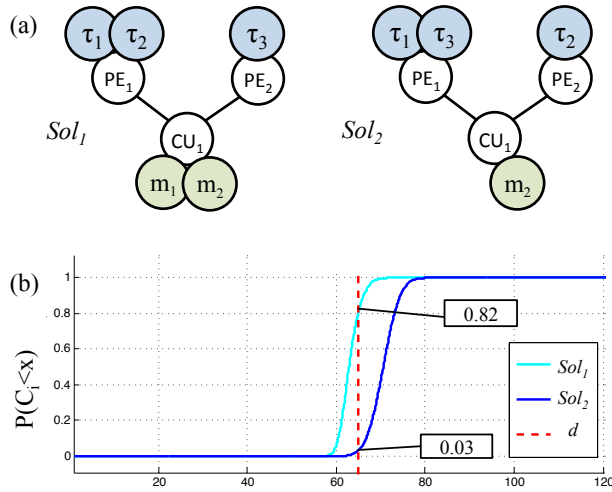 (a)
τ1 τ2 τ3 τ1 τ3 τ2
PE1 PE2 PE1 PE2
Sol1 CU1 Sol2 CU1
m1 m2 m2
(b)
1
0.8
0.6
0.4
0.2
0
P(Ci<x)
0.82
0.03
Sol1
Sol2
d
20 40 60 80 100 120